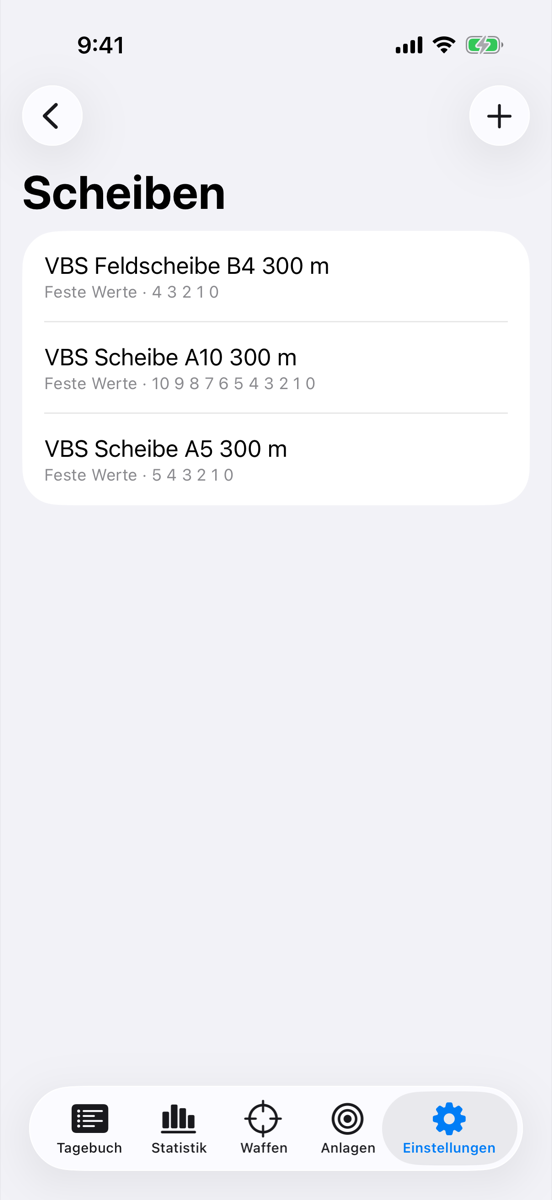 9:41
Scheiben
VBS Feldscheibe B4 300 m
Feste Werte · 4 3 2 1 0
VBS Scheibe A10 300 m
Feste Werte · 10 9 8 7 6 5 4 3 2 1 0
VBS Scheibe A5 300 m
Feste Werte · 5 4 3 2 1 0
Tagebuch Statistik Waffen Anlagen Einstellungen